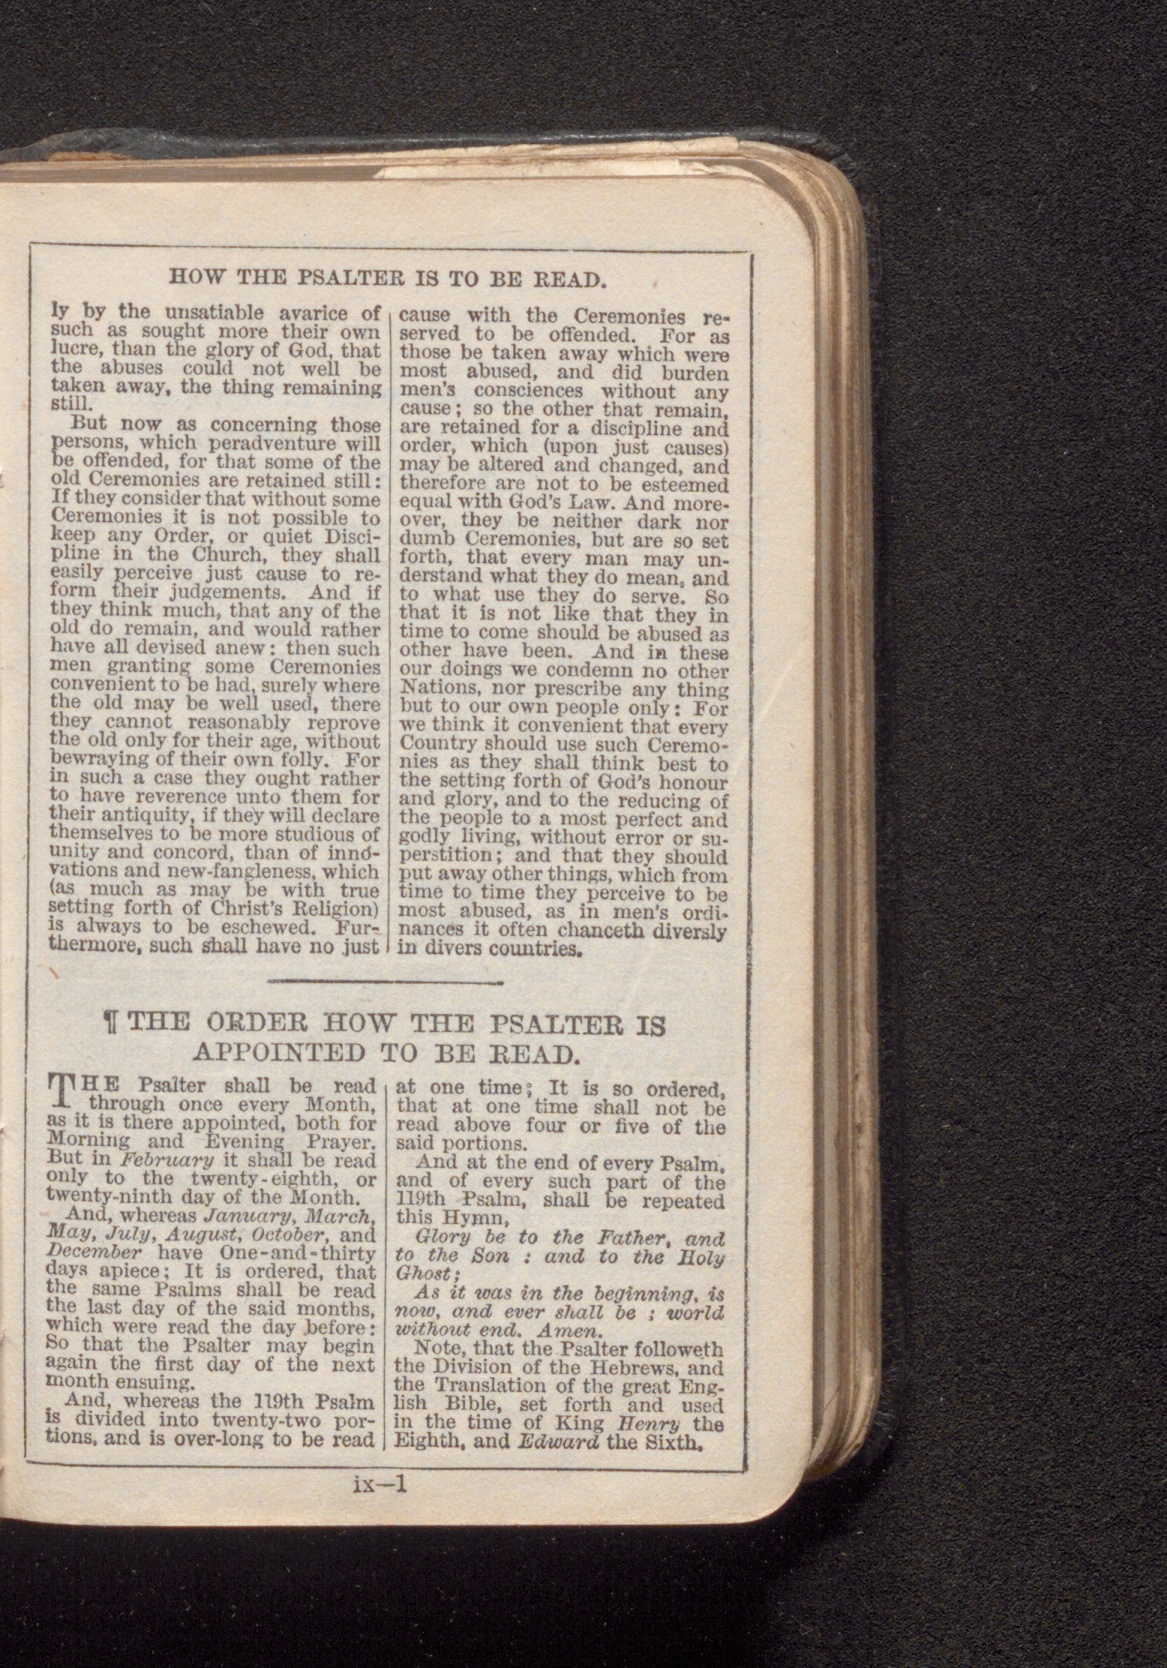 HOW THE PSALTER IS TO BE READ.
ly by the unsatiable avarice of
such as sought more their own
lucre, than the glory of God, that
the abuses could not well be
taken away, the thing remaining
still.
But now as concerning those
persons, which peradventure will
be offended, for that some of the
old Ceremonies are retained still:
If they consider that without some
Ceremonies it is not possible to
keep any Order, or quiet Disci-
pline in the Church, they shall
easily perceive just cause to re-
form their judgements. And if
they think much, that any of the
old do remain, and would rather
have all devised anew: then such
men granting some Ceremonies
convenient to be had, surely where
the old may be well used, there
they cannot reasonably reprove
the old only for their age, without
bewraying of their own folly. For
in such a case they ought rather
to have reverence unto them for
their antiquity, if they will declare
themselves to be more studious of
unity and concord, than of inno-
vations and new-fangleness, which
(as much as may be with true
setting forth of Christ's Religion)
is always to be eschewed. Fur-
thermore, such shall have no just
cause with the Ceremonies re-
served to be offended. For as
those be taken away which were
most abused, and did burden
men's consciences without any
cause; so the other that remain,
are retained for a discipline and
order, which (upon just causes)
may be altered and changed, and
therefore are not to be esteemed
equal with God's Law. And more-
over, they be neither dark nor
dumb Ceremonies, but are so set
forth, that every man may un-
derstand what they do mean, and
to what use they do serve. So
that it is not like that they in
time to come should be abused as
other have been. And in these
our doings we condemn no other
Nations, nor prescribe any thing
but to our own people only: For
we think it convenient that every
Country should use such Ceremo-
nies as they shall think best to
the setting forth of God's honour
and glory, and to the reducing of
the people to a most perfect and
godly living, without error or su-
perstition; and that they should
put away other things, which from
time to time they perceive to be
most abused, as in men's ordi-
nances it often chanceth diversly
in divers countries.
¶ THE ORDER HOW THE PSALTER IS
APPOINTED TO BE READ.
THE Psalter shall be read
through once every Month,
as it is there appointed, both for
Morning and Evening Prayer.
But in February it shall be read
only to the twenty-eighth, or
twenty-ninth day of the Month.
And, whereas January, March,
May, July, August, October, and
December have One-and-thirty
days apiece; It is ordered, that
the same Psalms shall be read
the last day of the said months,
which were read the day before:
So that the Psalter may begin
again the first day of the next
month ensuing.
And, whereas the 119th Psalm
is divided into twenty-two por-
tions, and is over-long to be read
at one time; It is so ordered,
that at one time shall not be
read above four or five of the
said portions.
And at the end of every Psalm,
and of every such part of the
119th Psalm, shall be repeated
this Hymn,
Glory be to the Father, and
to the Son : and to the Holy
Ghost;
As it was in the beginning, is
now, and ever shall be : world
without end. Amen.
Note, that the Psalter followeth
the Division of the Hebrews, and
the Translation of the great Eng-
lish Bible, set forth and used
in the time of King Henry the
Eighth, and Edward the Sixth.
ix—1